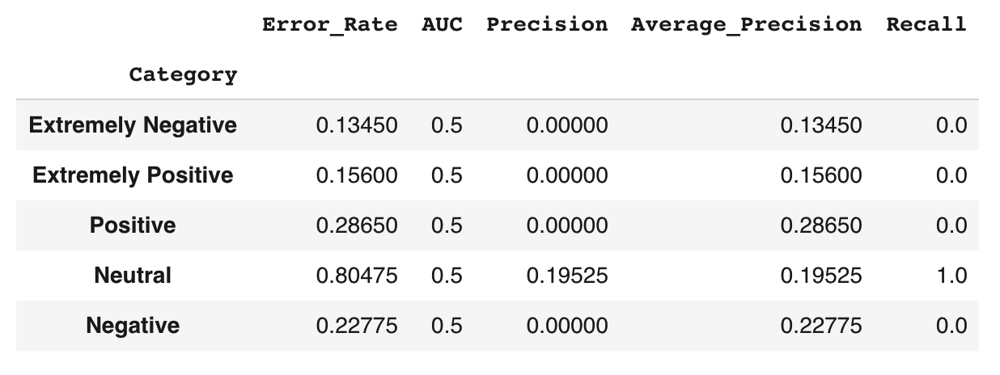 Error_Rate AUC Precision Average_Precision Recall
Category
Extremely Negative 0.13450 0.5 0.00000 0.13450 0.0
Extremely Positive 0.15600 0.5 0.00000 0.15600 0.0
Positive 0.28650 0.5 0.00000 0.28650 0.0
Neutral 0.80475 0.5 0.19525 0.19525 1.0
Negative 0.22775 0.5 0.00000 0.22775 0.0